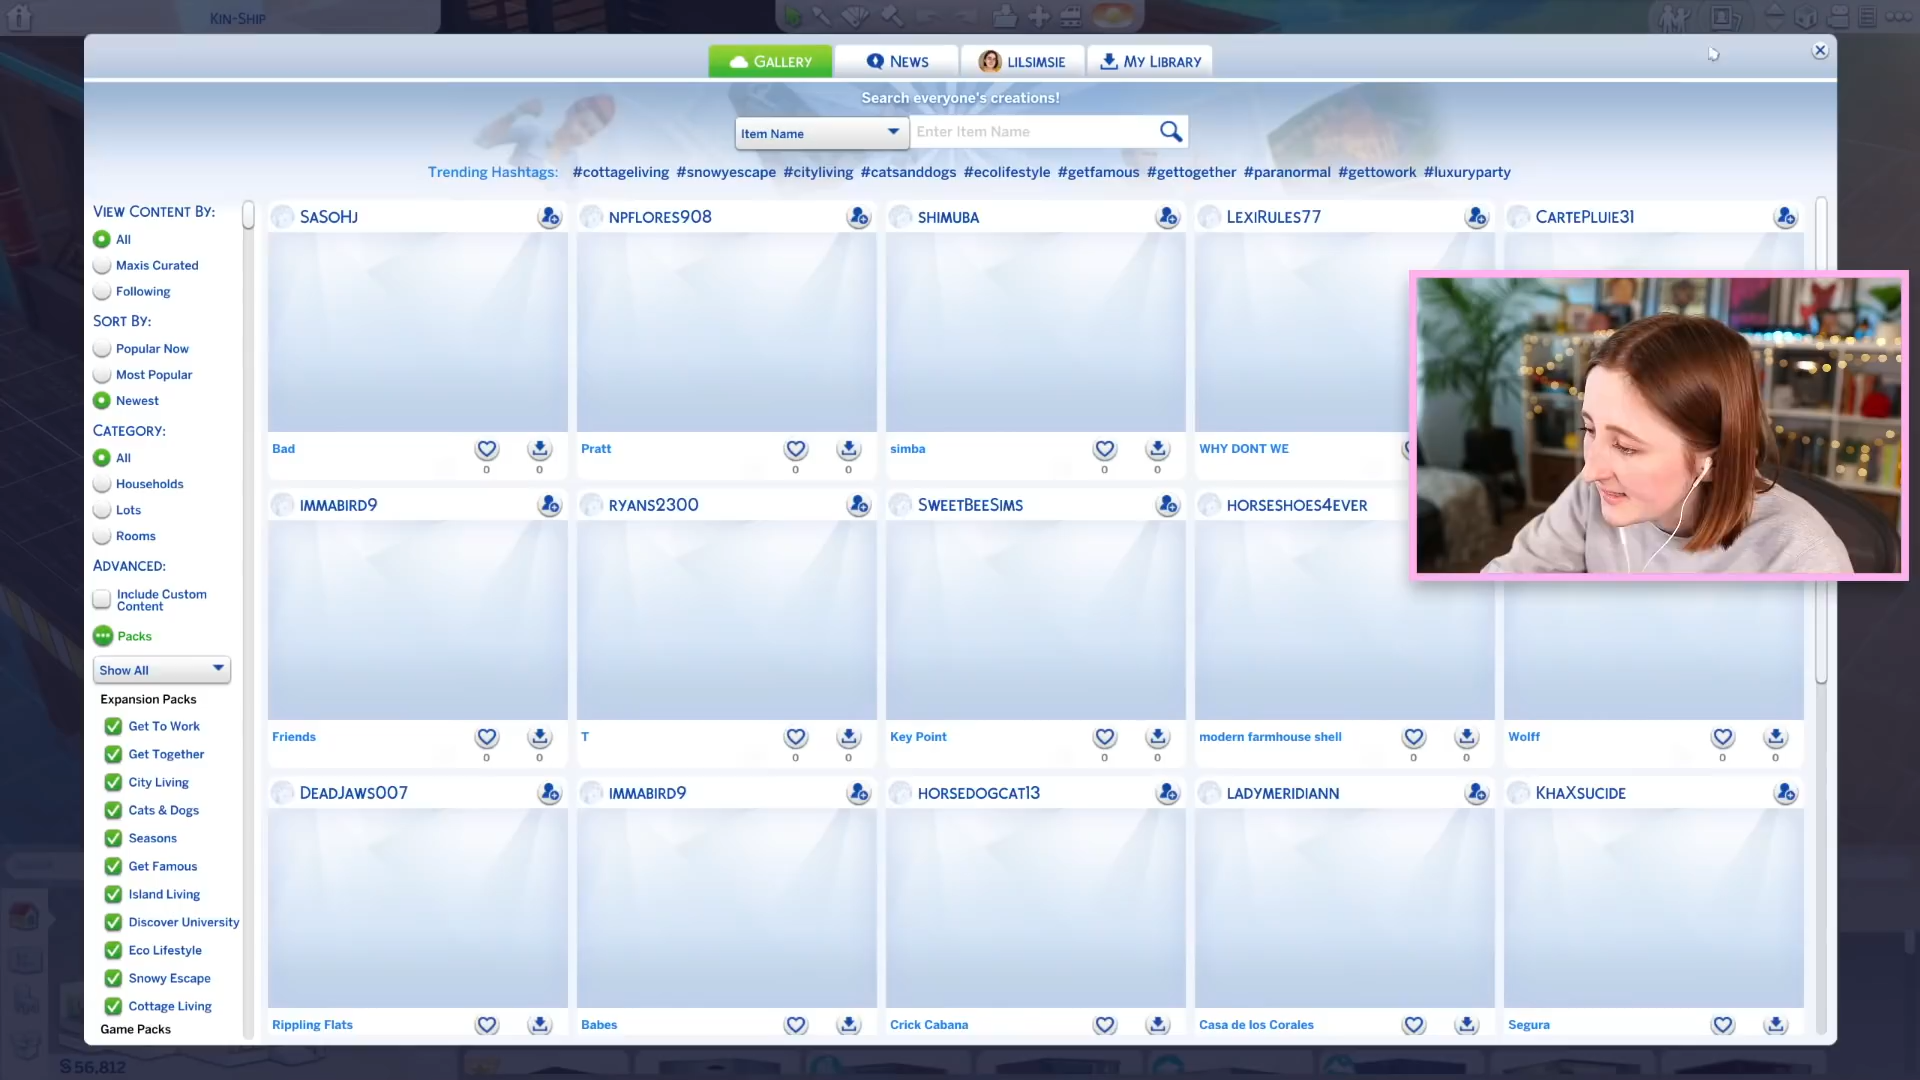 Kin-Ship
Gallery
News
lilsimsie
My Library
Search everyone's creations!
Item Name
Enter Item Name
Trending Hashtags: #cottageliving #snowyescape #cityliving #catsanddogs #ecolifestyle #getfamous #gettogether #paranormal #gettowork #luxuryparty
View Content By:
All
Maxis Curated
Following
Sort By:
Popular Now
Most Popular
Newest
Category:
All
Households
Lots
Rooms
Advanced:
Include Custom
Content
Packs
Show All
Expansion Packs
Get To Work
Get Together
City Living
Cats & Dogs
Seasons
Get Famous
Island Living
Discover University
Eco Lifestyle
Snowy Escape
Cottage Living
Game Packs
SaSoHj
npflores908
shimuba
LexiRules77
CartePluie31
Bad
0
0
Pratt
0
0
simba
0
0
WHY DONT WE
immabird9
ryans2300
SweetBeeSims
horseshoes4ever
Friends
0
0
T
0
0
Key Point
0
0
modern farmhouse shell
0
0
Wolff
0
0
DeadJaws007
immabird9
horsedogcat13
ladymeridiann
KhaXsucide
Rippling Flats
Babes
Crick Cabana
Casa de los Corales
Segura
§56,812